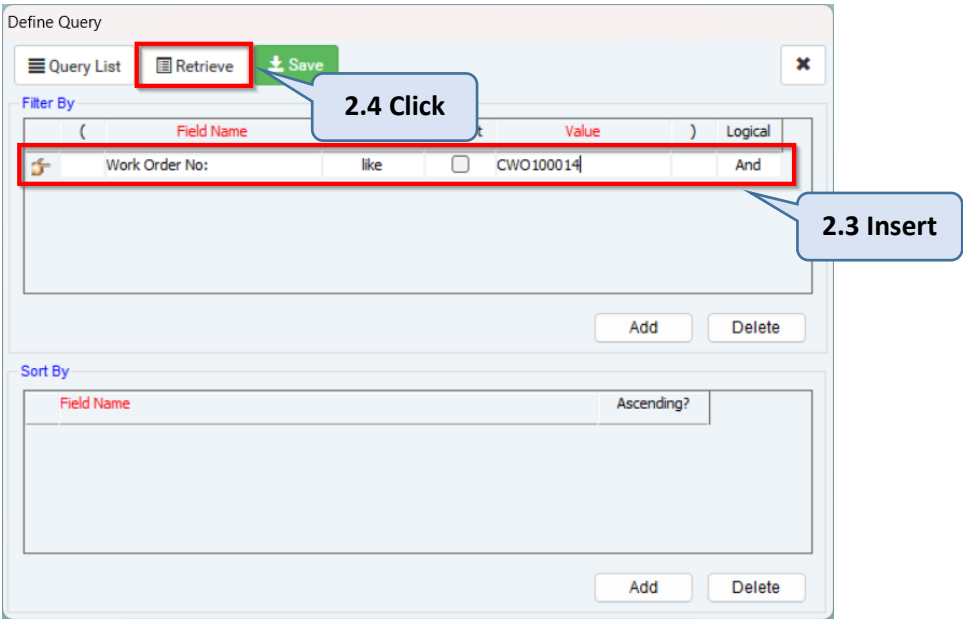 Define Query
Query List Retrieve Save
2.4 Click
Filter By
( Field Name Value ) Logical
Work Order No: like CWO100014 And
2.3 Insert
Add Delete
Sort By
Field Name Ascending?
Add Delete